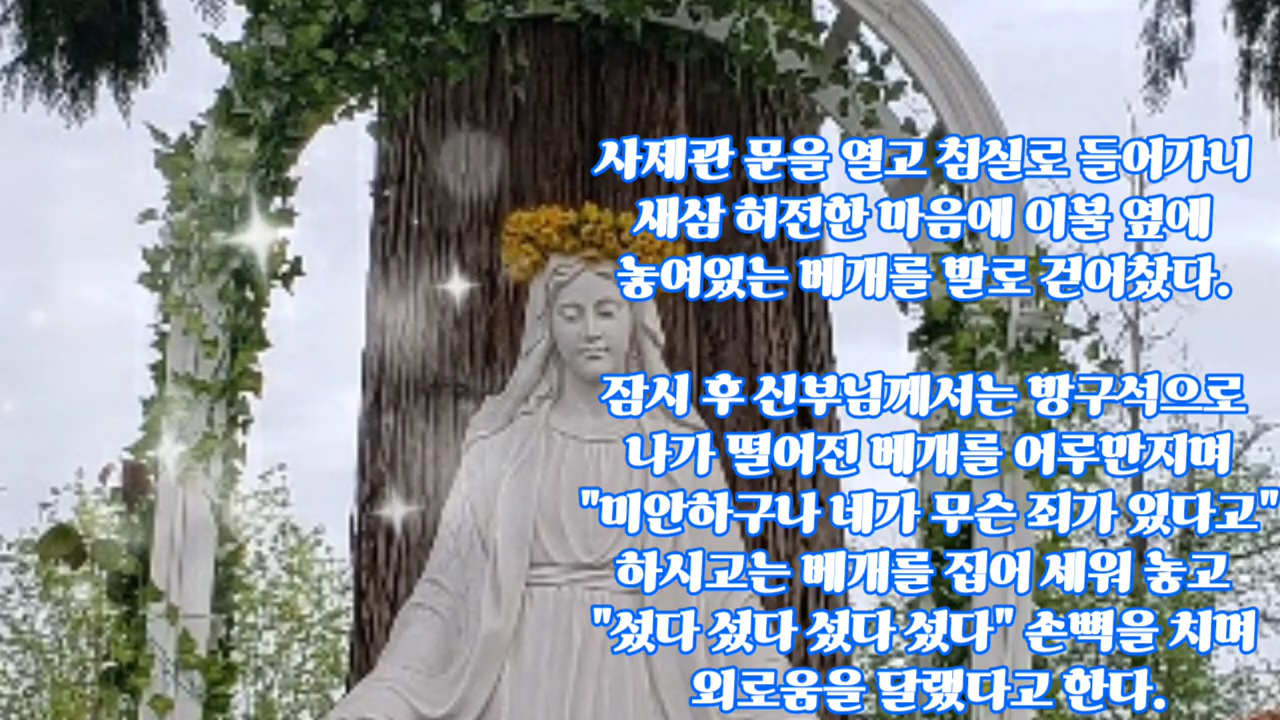 사제관 문을 열고 침실로 들어가니
새삼 허전한 마음에 이불 옆에
놓여있는 베개를 발로 걷어찼다.
잠시 후 신부님께서는 방구석으로
나가 떨어진 베개를 어루만지며
"미안하구나 네가 무슨 죄가 있다고"
하시고는 베개를 집어 세워 놓고
"섰다 섰다 섰다 섰다" 손뼉을 치며
외로움을 달랬다고 한다.